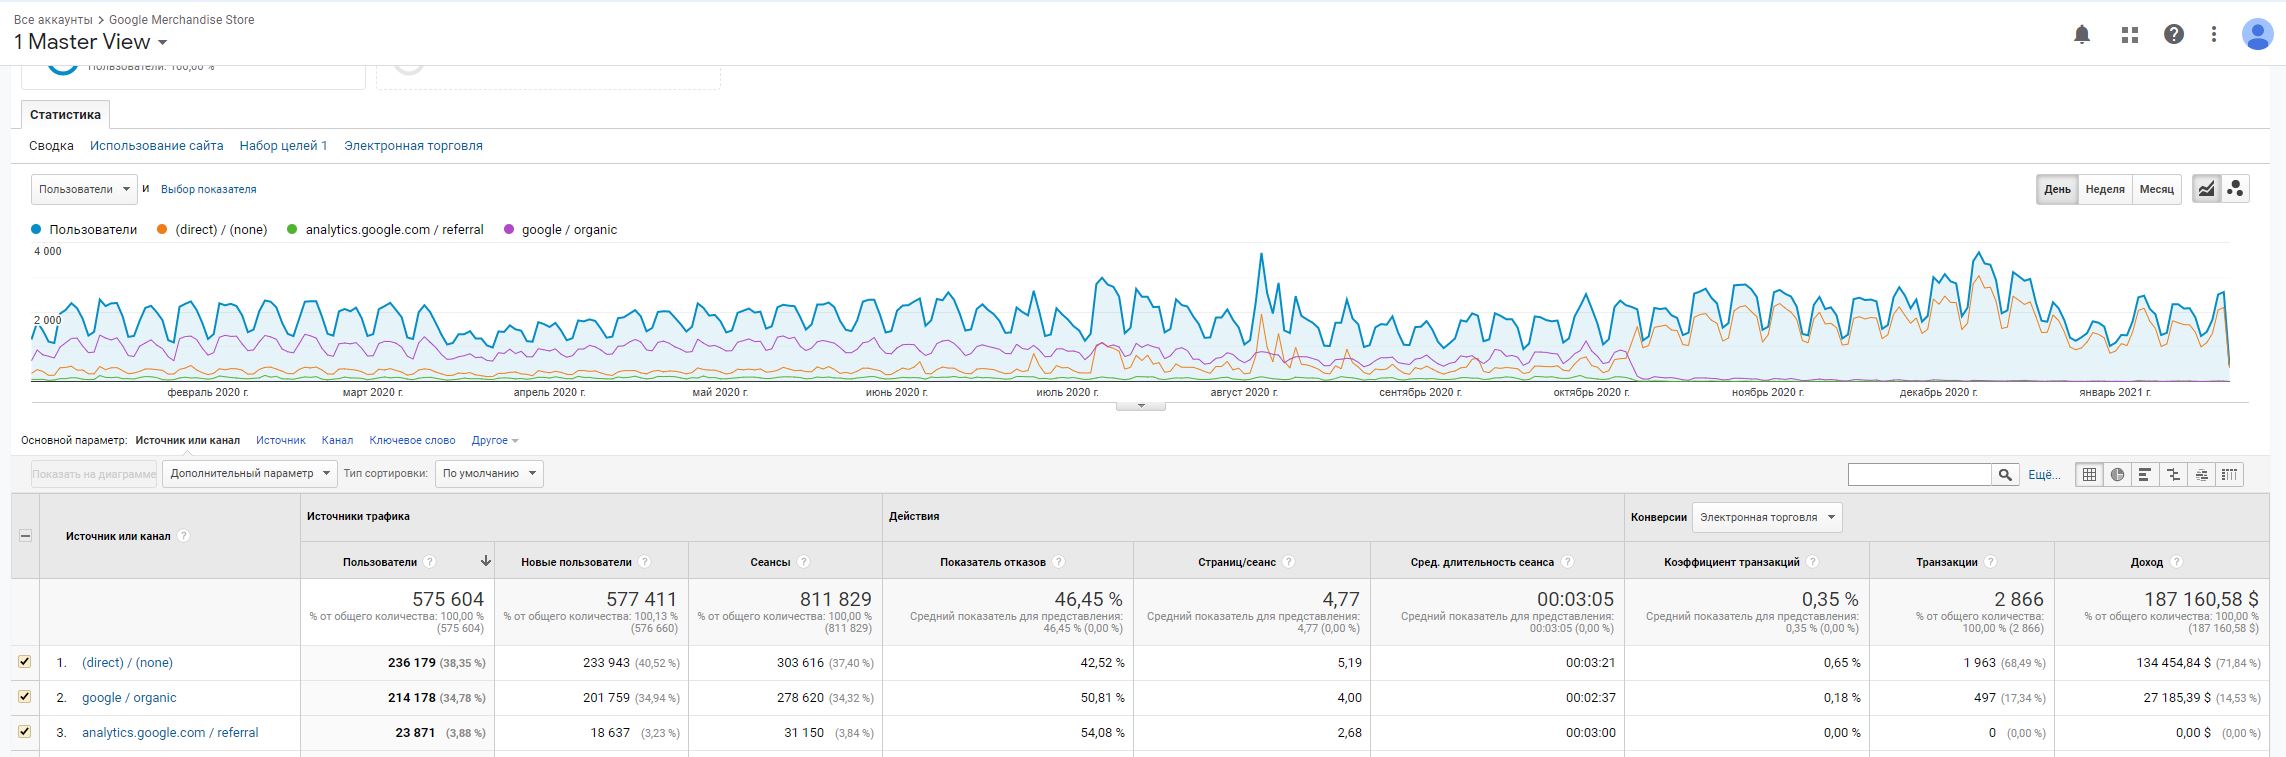 Все аккаунты > Google Merchandise Store
1 Master View
Пользователи: 100,00 %
Статистика
Сводка Использование сайта Набор целей 1 Электронная торговля
Пользователи и Выбор показателя День Неделя Месяц
Пользователи (direct) / (none) analytics.google.com / referral google / organic
4 000
2 000
февраль 2020 г. март 2020 г. апрель 2020 г. май 2020 г. июнь 2020 г. июль 2020 г. август 2020 г. сентябрь 2020 г. октябрь 2020 г. ноябрь 2020 г. декабрь 2020 г. январь 2021 г.
Основной параметр: Источник или канал Источник Канал Ключевое слово Другое
Показать на диаграмме Дополнительный параметр Тип сортировки: По умолчанию Ещё...
Источник или канал ? Источники трафика Действия Конверсии Электронная торговля
Пользователи ? Новые пользователи ? Сеансы ? Показатель отказов ? Страниц/сеанс ? Сред. длительность сеанса ? Коэффициент транзакций ? Транзакции ? Доход ?
575 604 577 411 811 829 46,45 % 4,77 00:03:05 0,35 % 2 866 187 160,58 $
% от общего количества: 100,00 % % от общего количества: 100,13 % % от общего количества: 100,00 % Средний показатель для представления: Средний показатель для представления: Средний показатель для представления: Средний показатель для представления: % от общего количества: % от общего количества: 100,00 %
(575 604) (576 660) (811 829) 46,45 % (0,00 %) 4,77 (0,00 %) 00:03:05 (0,00 %) 0,35 % (0,00 %) 100,00 % (2 866) (187 160,58 $)
1. (direct) / (none) 236 179 (38,35 %) 233 943 (40,52 %) 303 616 (37,40 %) 42,52 % 5,19 00:03:21 0,65 % 1 963 (68,49 %) 134 454,84 $ (71,84 %)
2. google / organic 214 178 (34,78 %) 201 759 (34,94 %) 278 620 (34,32 %) 50,81 % 4,00 00:02:37 0,18 % 497 (17,34 %) 27 185,39 $ (14,53 %)
3. analytics.google.com / referral 23 871 (3,88 %) 18 637 (3,23 %) 31 150 (3,84 %) 54,08 % 2,68 00:03:00 0,00 % 0 (0,00 %) 0,00 $ (0,00 %)